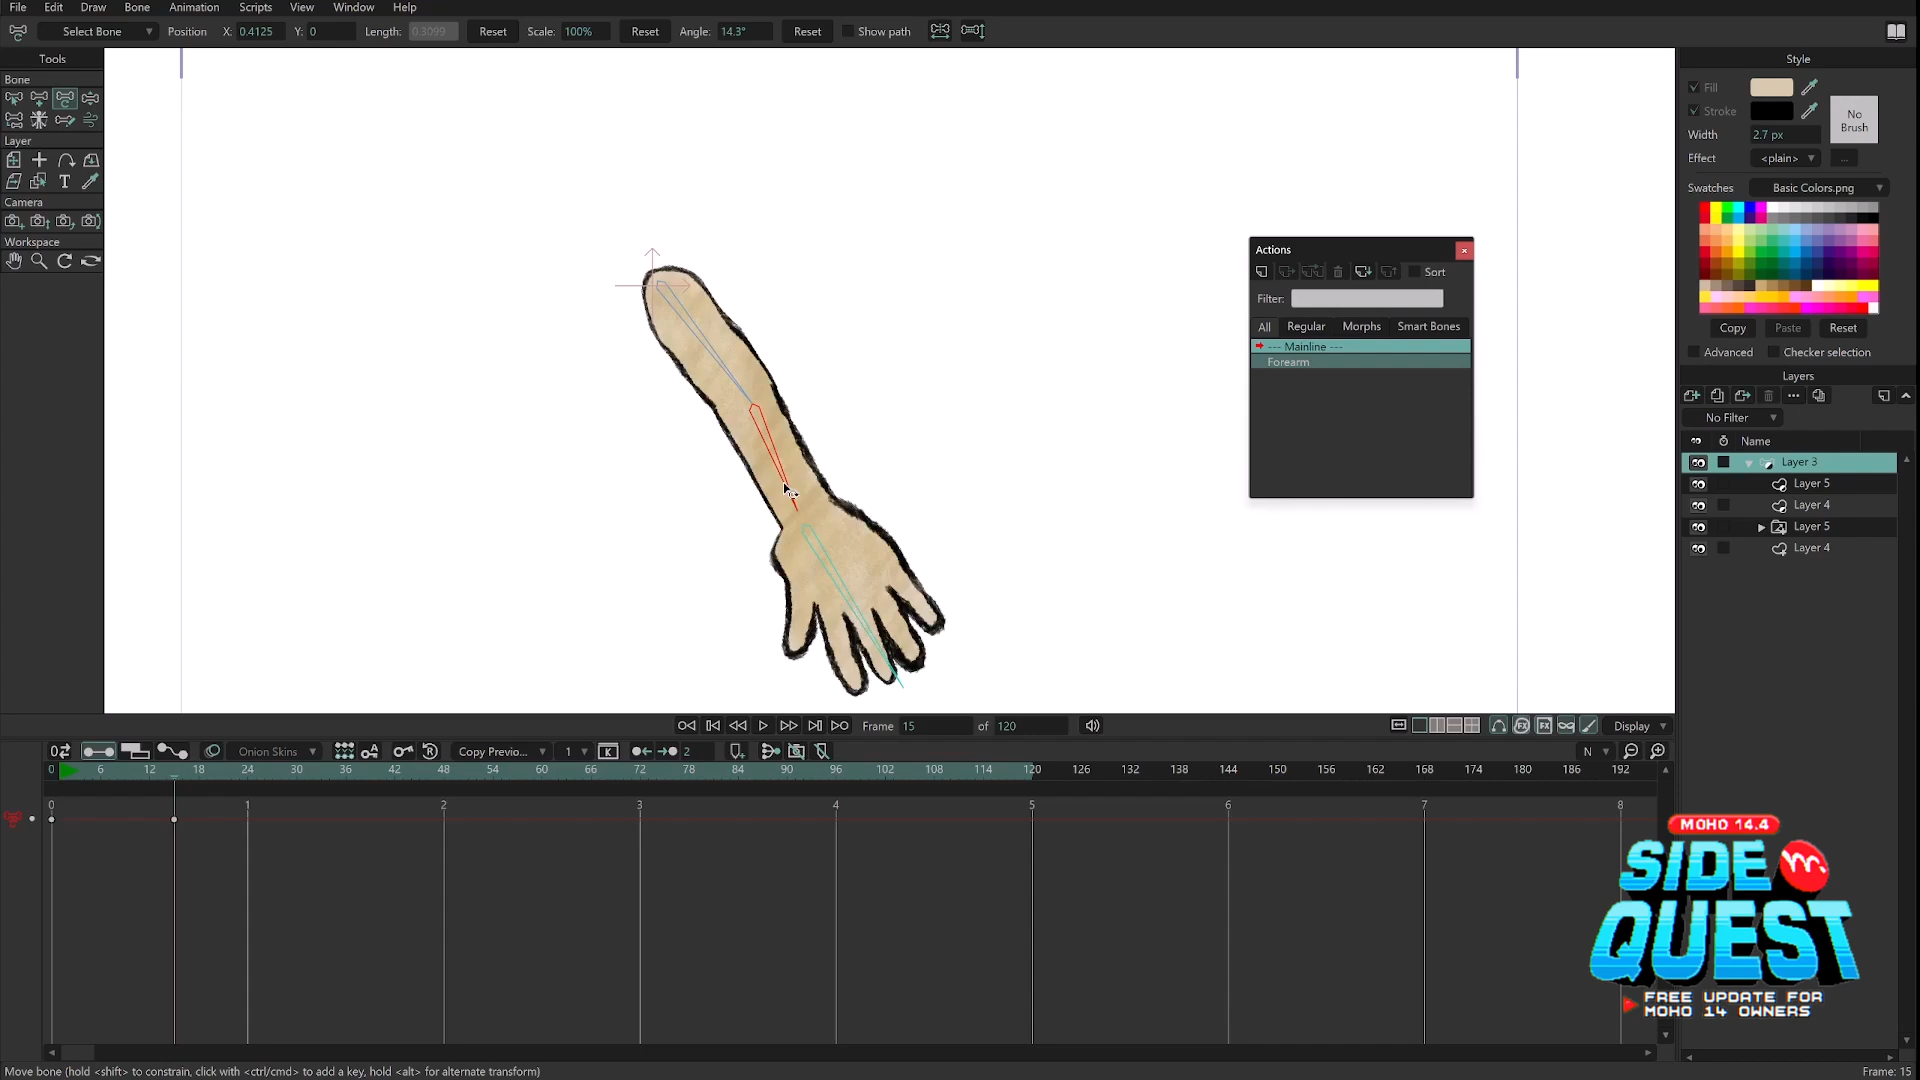 File Edit Draw Bone Animation Scripts View Window Help
Select Bone Position X: 0.4125 Y: 0 Length: 0.3099 Reset Scale: 100% Reset Angle: 14.3° Reset Show path
Tools
Bone
Layer
Camera
Workspace
Style
Fill
Stroke
No
Brush
Width 2.7 px
Effect <plain> ...
Swatches Basic Colors.png
Copy Paste Reset
Advanced Checker selection
Layers
No Filter
Name
Layer 3
Layer 5
Layer 4
Layer 5
Layer 4
Actions
Sort
Filter:
All Regular Morphs Smart Bones
--- Mainline ---
Forearm
Frame 15 of 120
Display
Onion Skins Copy Previo... 1 K 2 N
0 6 12 18 24 30 36 42 48 54 60 66 72 78 84 90 96 102 108 114 120 126 132 138 144 150 156 162 168 174 180 186 192
0 1 2 3 4 5 6 7 8
MOHO 14.4
SIDE
QUEST
FREE UPDATE FOR
MOHO 14 OWNERS
Move bone (hold <shift> to constrain, click with <ctrl/cmd> to add a key, hold <alt> for alternate transform)
Frame: 15